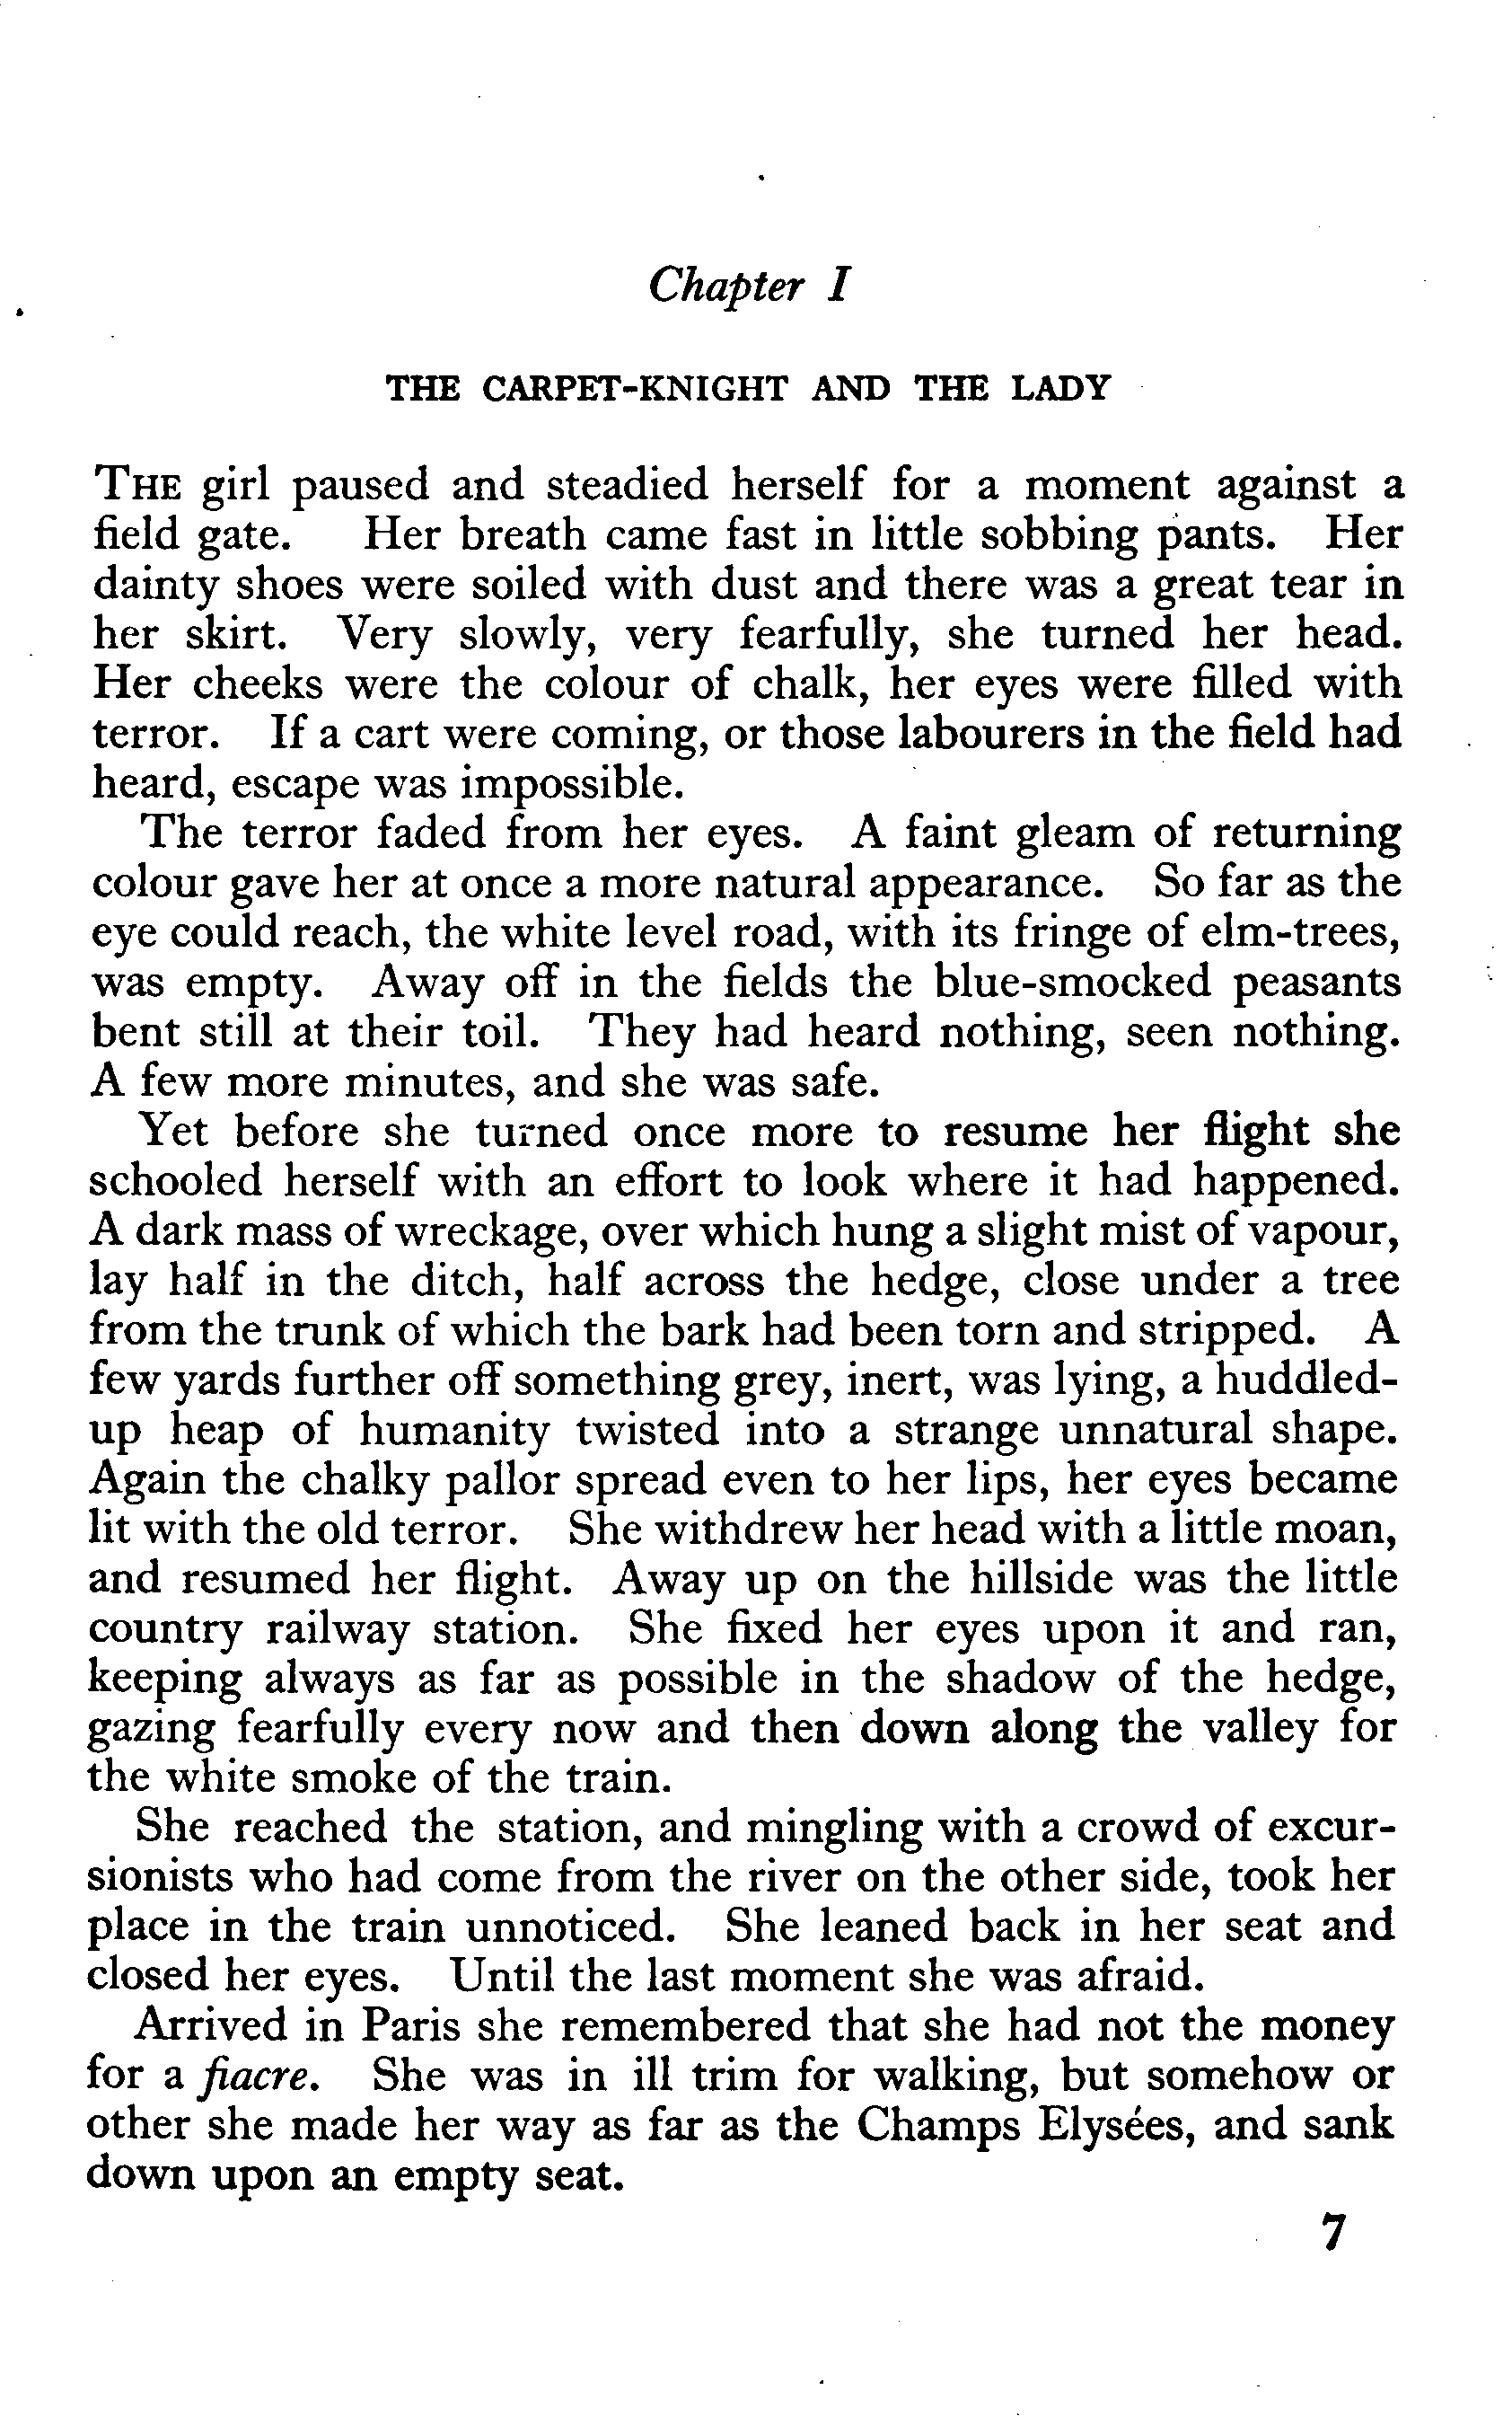 Chapter I
THE CARPET-KNIGHT AND THE LADY
THE girl paused and steadied herself for a moment against a
field gate. Her breath came fast in little sobbing pants. Her
dainty shoes were soiled with dust and there was a great tear in
her skirt. Very slowly, very fearfully, she turned her head.
Her cheeks were the colour of chalk, her eyes were filled with
terror. If a cart were coming, or those labourers in the field had
heard, escape was impossible.
The terror faded from her eyes. A faint gleam of returning
colour gave her at once a more natural appearance. So far as the
eye could reach, the white level road, with its fringe of elm-trees,
was empty. Away off in the fields the blue-smocked peasants
bent still at their toil. They had heard nothing, seen nothing.
A few more minutes, and she was safe.
Yet before she turned once more to resume her flight she
schooled herself with an effort to look where it had happened.
A dark mass of wreckage, over which hung a slight mist of vapour,
lay half in the ditch, half across the hedge, close under a tree
from the trunk of which the bark had been torn and stripped. A
few yards further off something grey, inert, was lying, a huddled-
up heap of humanity twisted into a strange unnatural shape.
Again the chalky pallor spread even to her lips, her eyes became
lit with the old terror. She withdrew her head with a little moan,
and resumed her flight. Away up on the hillside was the little
country railway station. She fixed her eyes upon it and ran,
keeping always as far as possible in the shadow of the hedge,
gazing fearfully every now and then down along the valley for
the white smoke of the train.
She reached the station, and mingling with a crowd of excur-
sionists who had come from the river on the other side, took her
place in the train unnoticed. She leaned back in her seat and
closed her eyes. Until the last moment she was afraid.
Arrived in Paris she remembered that she had not the money
for a fiacre. She was in ill trim for walking, but somehow or
other she made her way as far as the Champs Elysées, and sank
down upon an empty seat.
7